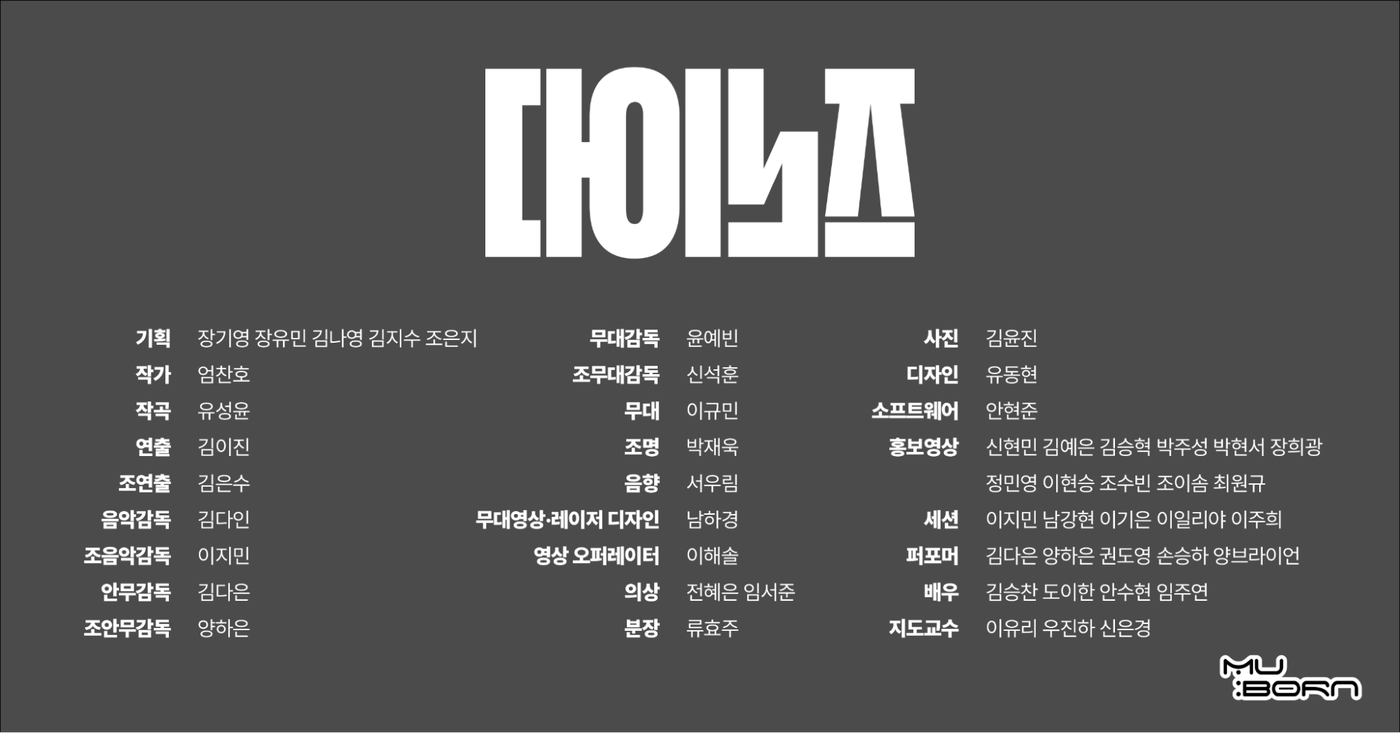 다이닛즈
기획 장기영 장유민 김나영 김지수 조은지
작가 엄찬호
작곡 유성윤
연출 김이진
조연출 김은수
음악감독 김다인
조음악감독 이지민
안무감독 김다은
조안무감독 양하은
무대감독 윤예빈
조무대감독 신석훈
무대 이규민
조명 박재욱
음향 서우림
무대영상·레이저 디자인 남하경
영상 오퍼레이터 이해솔
의상 전혜은 임서준
분장 류효주
사진 김윤진
디자인 유동현
소프트웨어 안현준
홍보영상 신현민 김예은 김승혁 박주성 박현서 장희광
정민영 이현승 조수빈 조이솜 최원규
세션 이지민 남강현 이기은 이일리야 이주희
퍼포머 김다은 양하은 권도영 손승하 양브라이언
배우 김승찬 도이한 안수현 임주연
지도교수 이유리 우진하 신은경
MU
:BORN